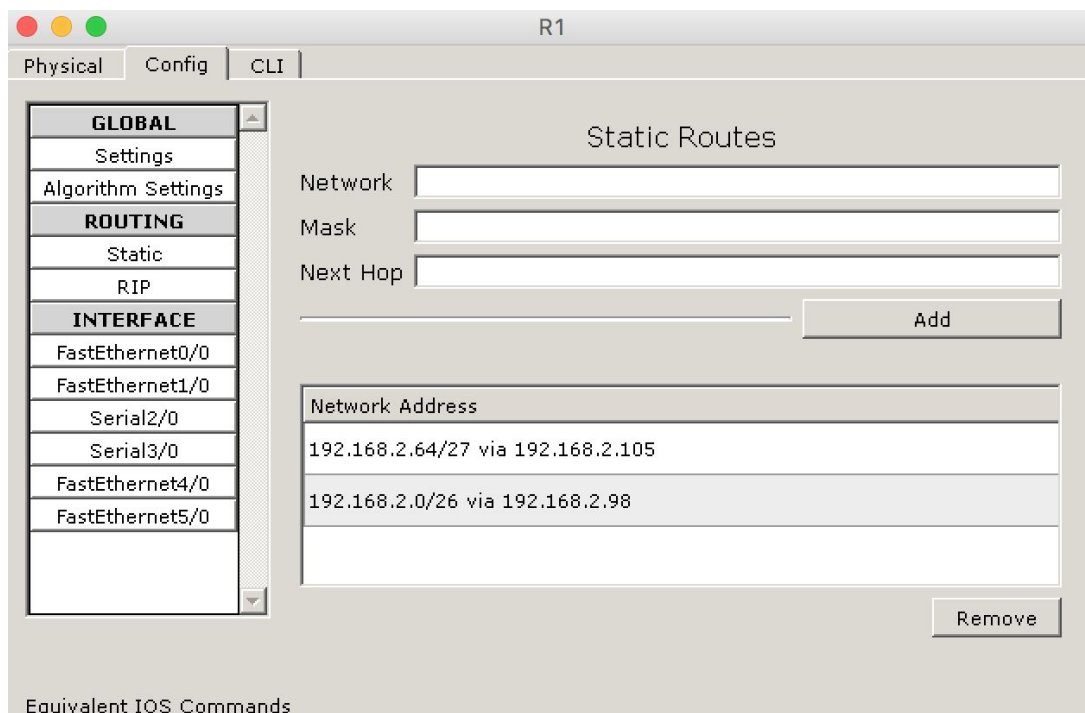 R1
Physical Config CLI
GLOBAL
Settings
Algorithm Settings
ROUTING
Static
RIP
INTERFACE
FastEthernet0/0
FastEthernet1/0
Serial2/0
Serial3/0
FastEthernet4/0
FastEthernet5/0
Static Routes
Network
Mask
Next Hop
Add
Network Address
192.168.2.64/27 via 192.168.2.105
192.168.2.0/26 via 192.168.2.98
Remove
Equivalent IOS Commands